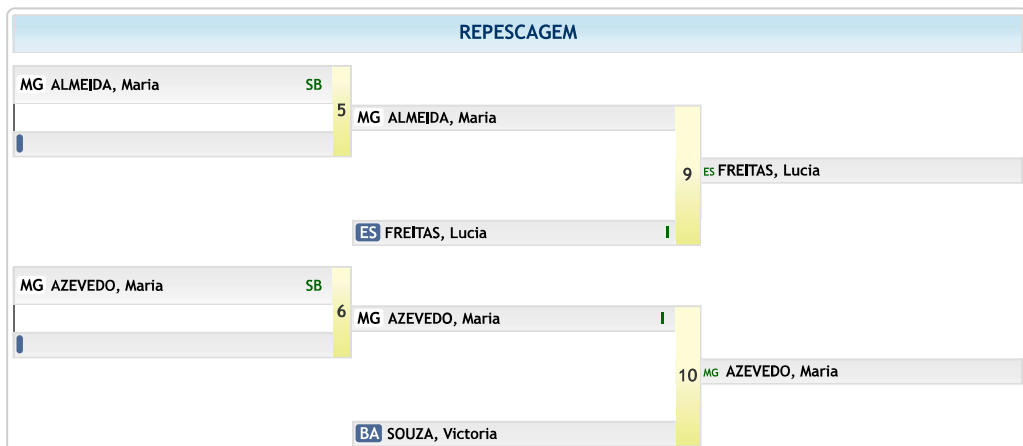 REPESCAGEM
MG ALMEIDA, Maria SB
5
MG ALMEIDA, Maria
9
ES FREITAS, Lucia
ES FREITAS, Lucia I
MG AZEVEDO, Maria SB
6
MG AZEVEDO, Maria I
10
MG AZEVEDO, Maria
BA SOUZA, Victoria